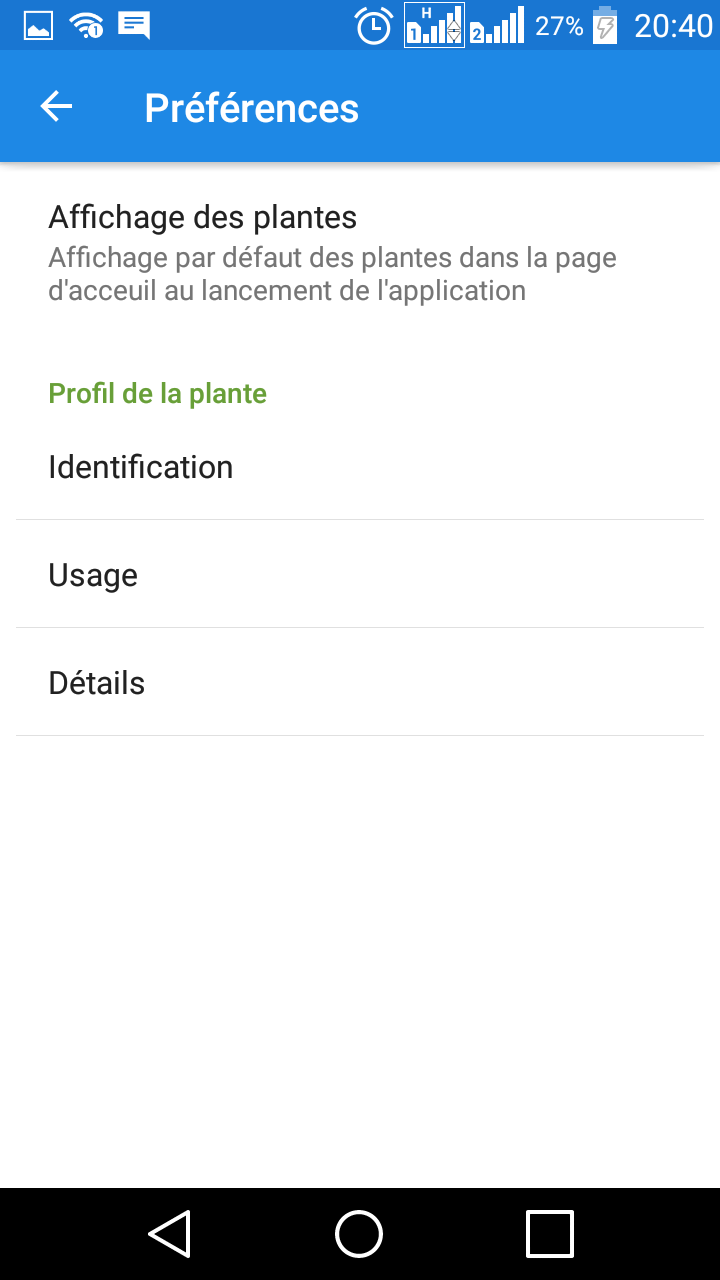 1 H 1 2 27% 20:40
Préférences
Affichage des plantes
Affichage par défaut des plantes dans la page
d'acceuil au lancement de l'application
Profil de la plante
Identification
Usage
Détails